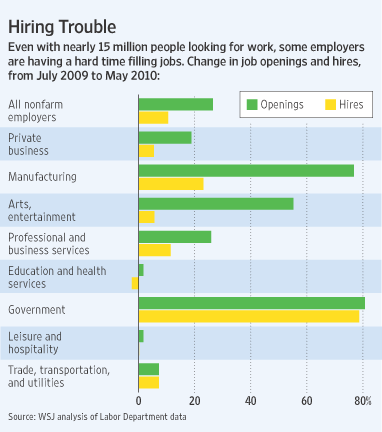 Hiring Trouble
Even with nearly 15 million people looking for work, some employers
are having a hard time filling jobs. Change in job openings and hires,
from July 2009 to May 2010:
Openings
Hires
All nonfarm
employers
Private
business
Manufacturing
Arts,
entertainment
Professional and
business services
Education and health
services
Government
Leisure and
hospitality
Trade, transportation,
and utilities
0 20 40 60 80%
Source: WSJ analysis of Labor Department data